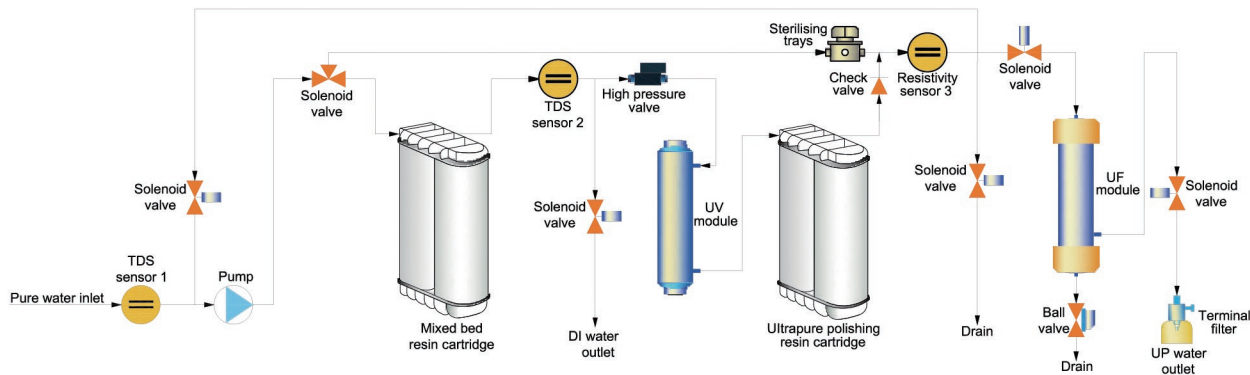 Sterilising
trays
Solenoid
valve
TDS
sensor 2
High pressure
valve
Check
valve
Resistivity
sensor 3
Solenoid
valve
Solenoid
valve
Solenoid
valve
UV
module
Solenoid
valve
UF
module
Solenoid
valve
TDS
sensor 1
Pump
Pure water inlet
Mixed bed
resin cartridge
DI water
outlet
Ultrapure polishing
resin cartridge
Drain
Ball
valve
Drain
Terminal
filter
UP water
outlet